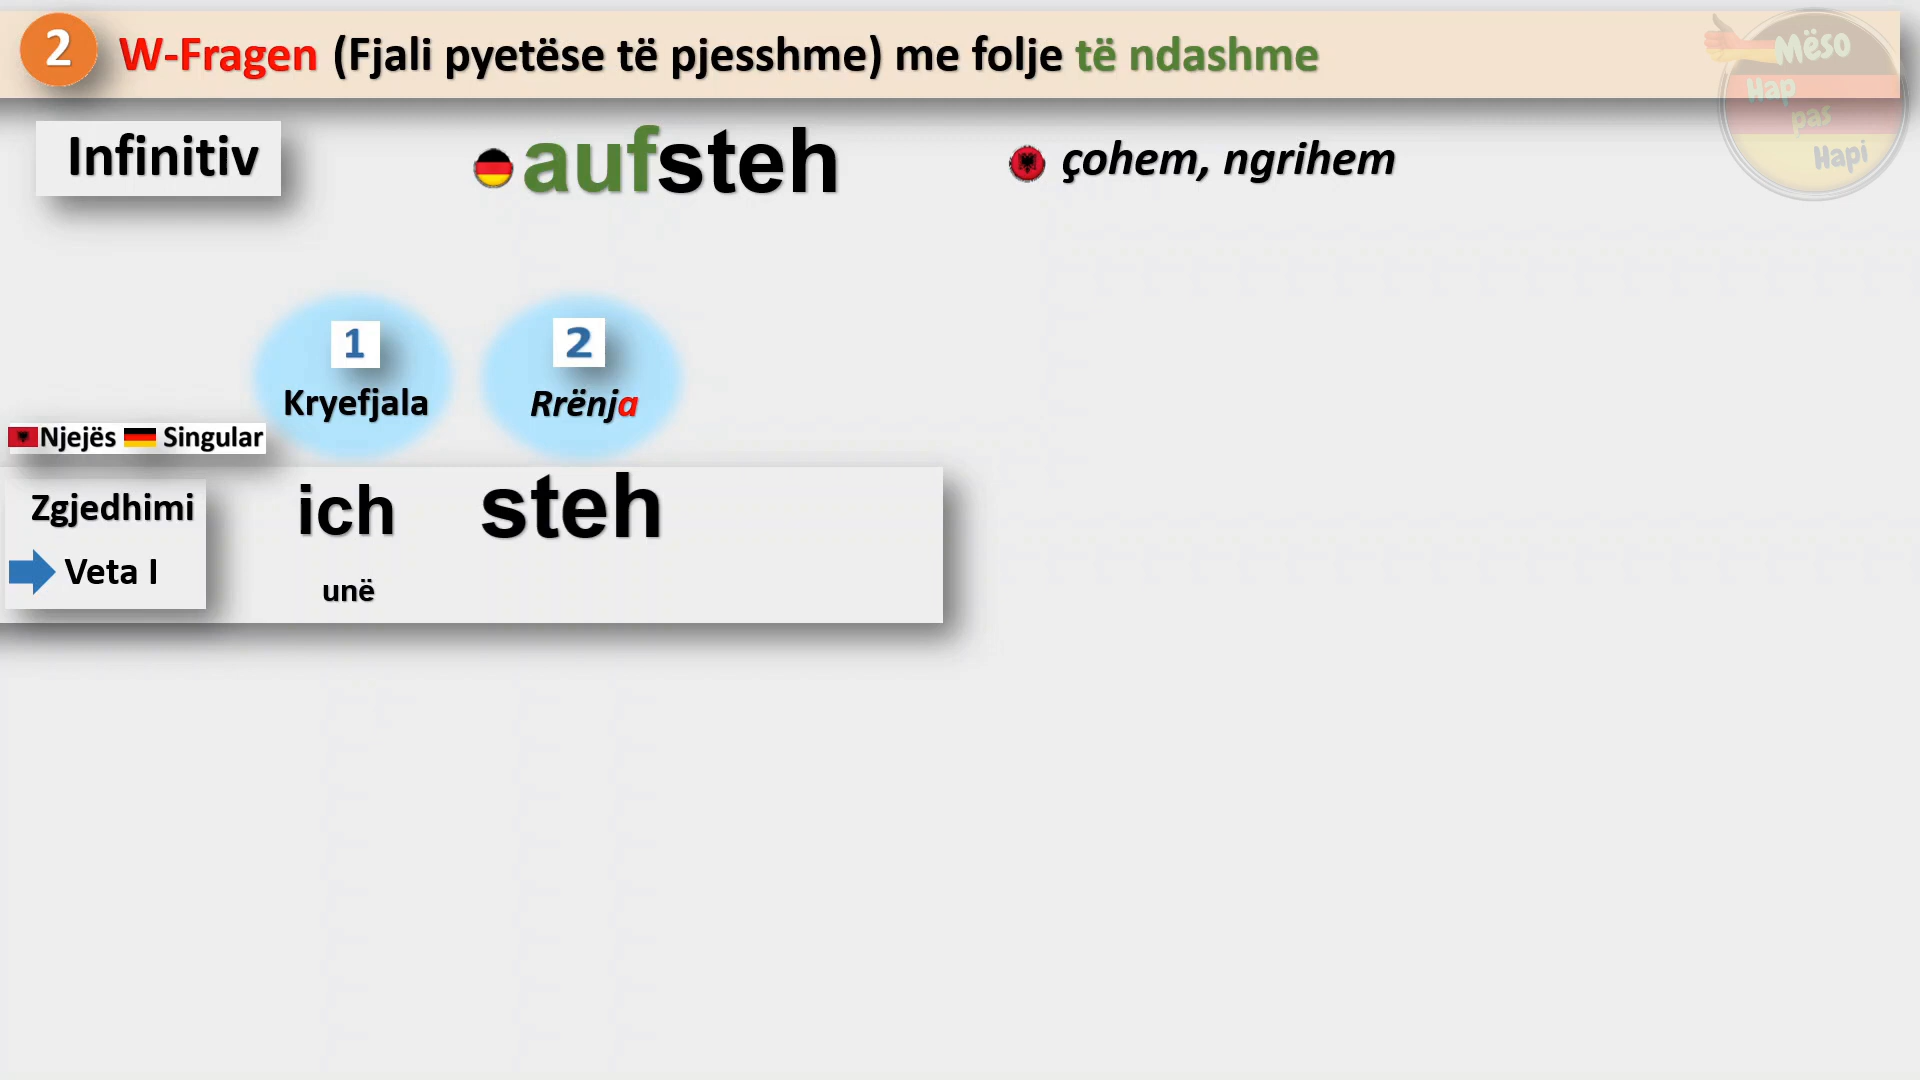 2 W-Fragen (Fjali pyetëse të pjesshme) me folje të ndashme
Mëso
Hap
pas
Hapi
Infinitiv
aufsteh
çohem, ngrihem
1
2
Kryefjala
Rrënja
Njejës Singular
Zgjedhimi
ich
steh
Veta I
unë